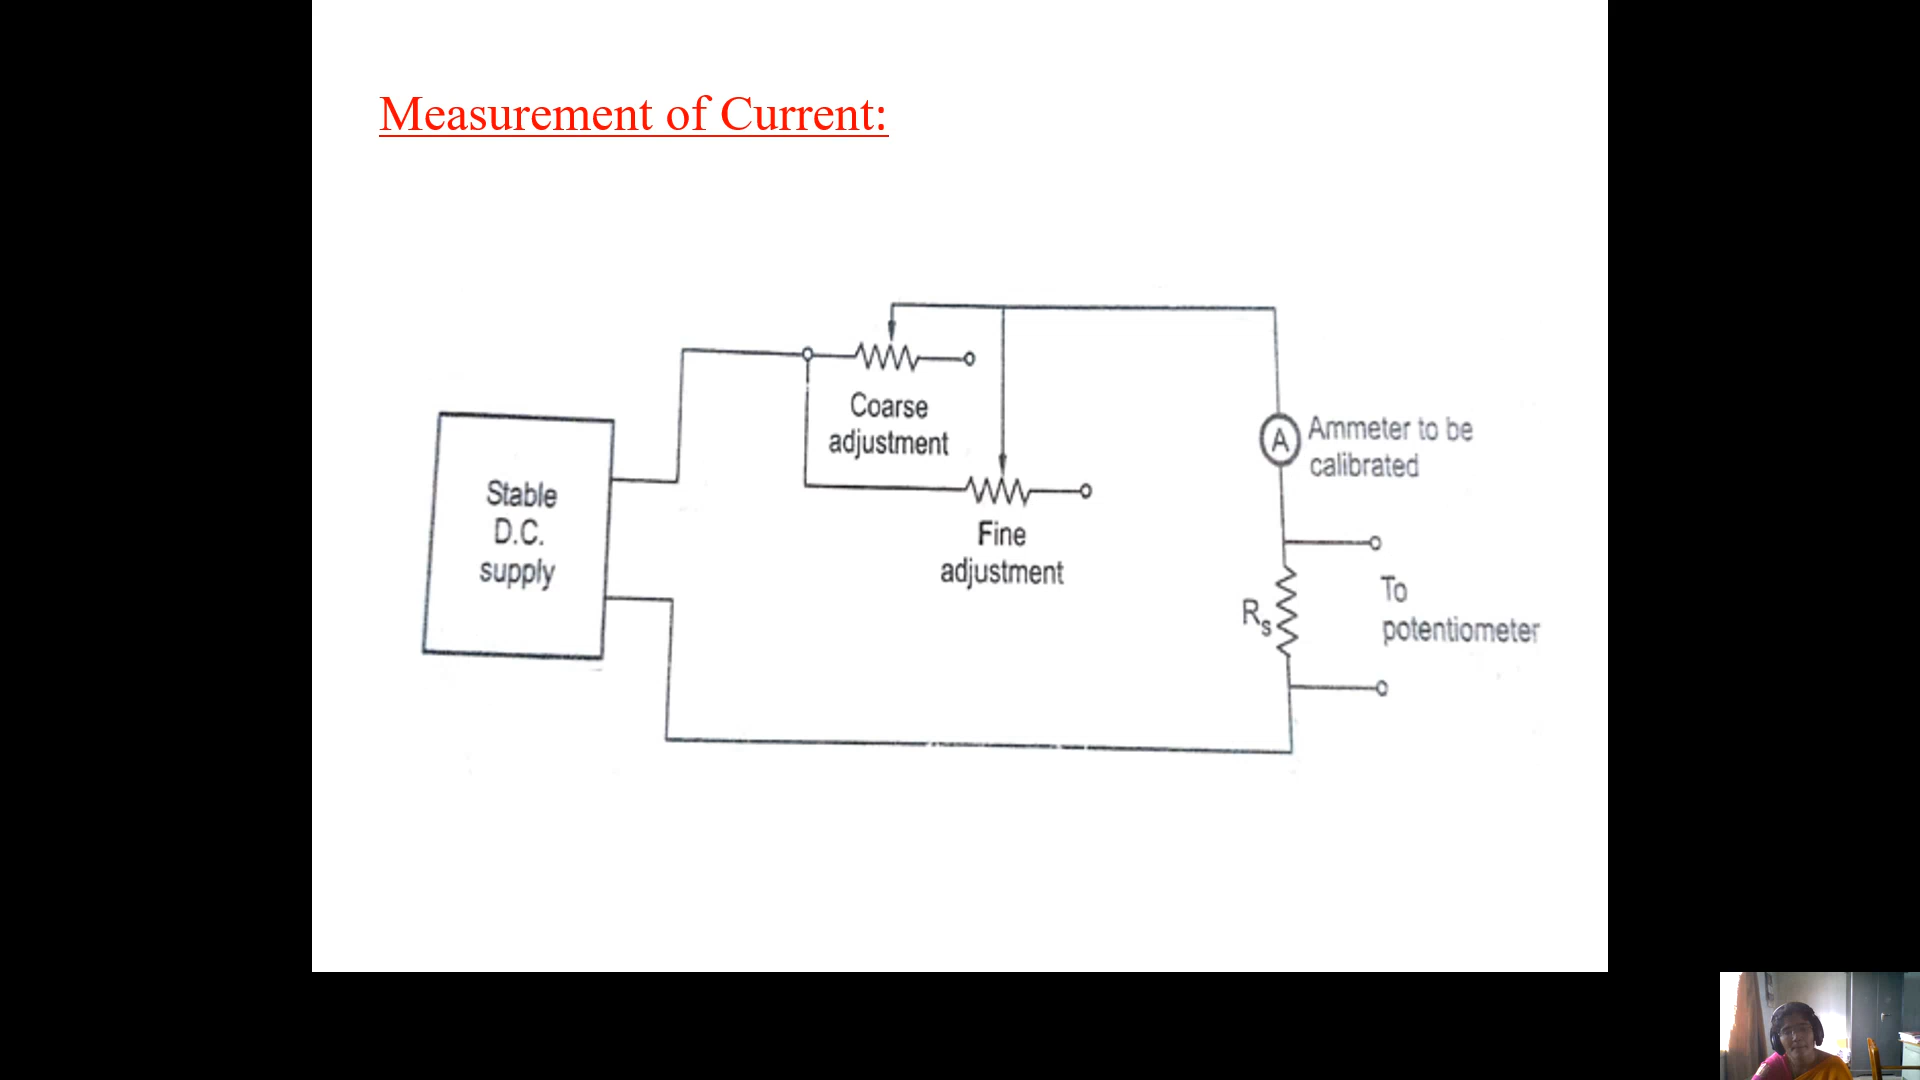 Measurement of Current:
Coarse
adjustment
Stable
D.C.
supply
Fine
adjustment
A
Ammeter to be
calibrated
Rs
To
potentiometer